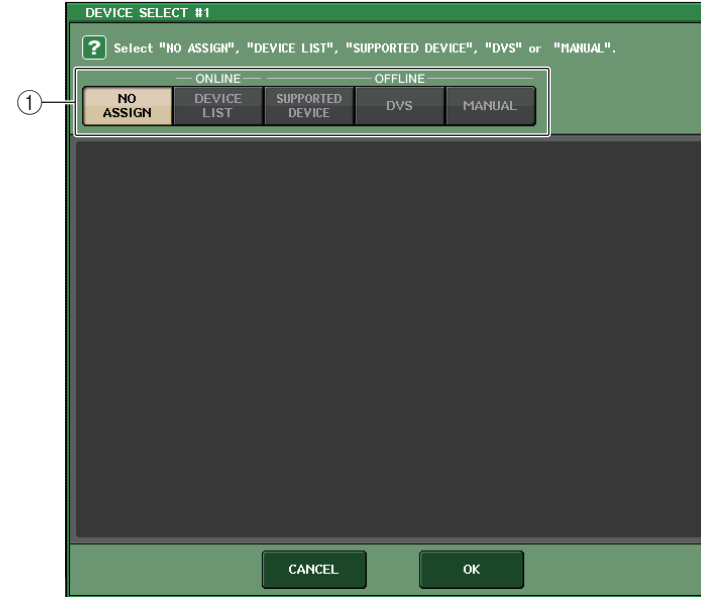 DEVICE SELECT #1
? Select "NO ASSIGN", "DEVICE LIST", "SUPPORTED DEVICE", "DVS" or "MANUAL".
ONLINE OFFLINE
①
NO ASSIGN
DEVICE LIST
SUPPORTED DEVICE
DVS
MANUAL
CANCEL OK